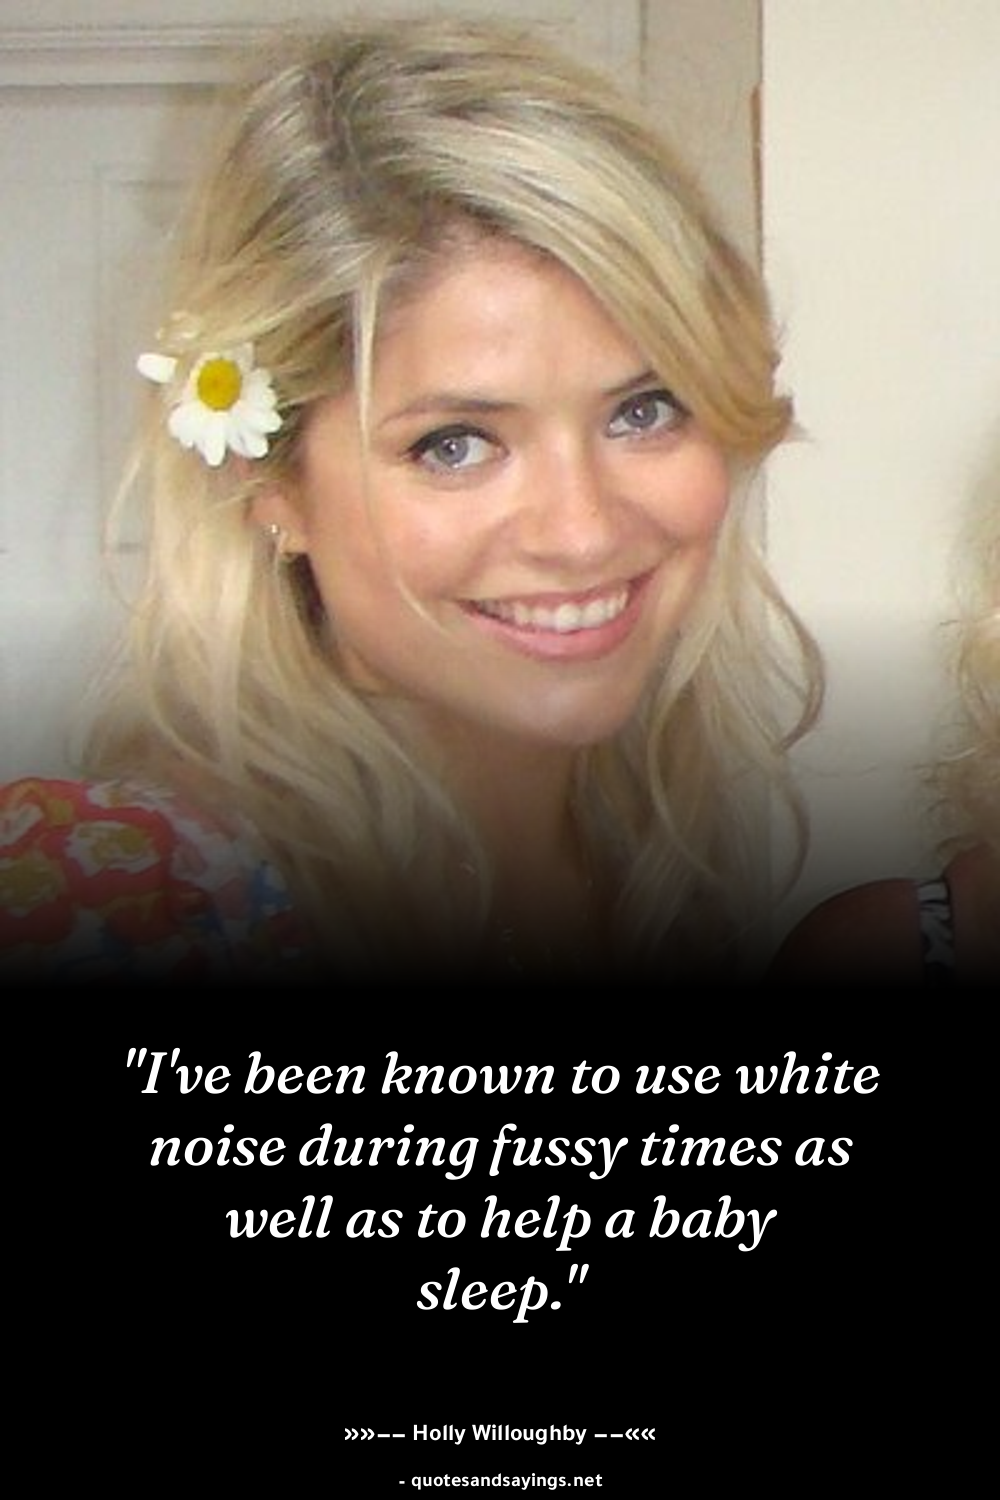 "I've been known to use white
noise during fussy times as
well as to help a baby
sleep."
»»−− Holly Willoughby −−««
- quotesandsayings.net